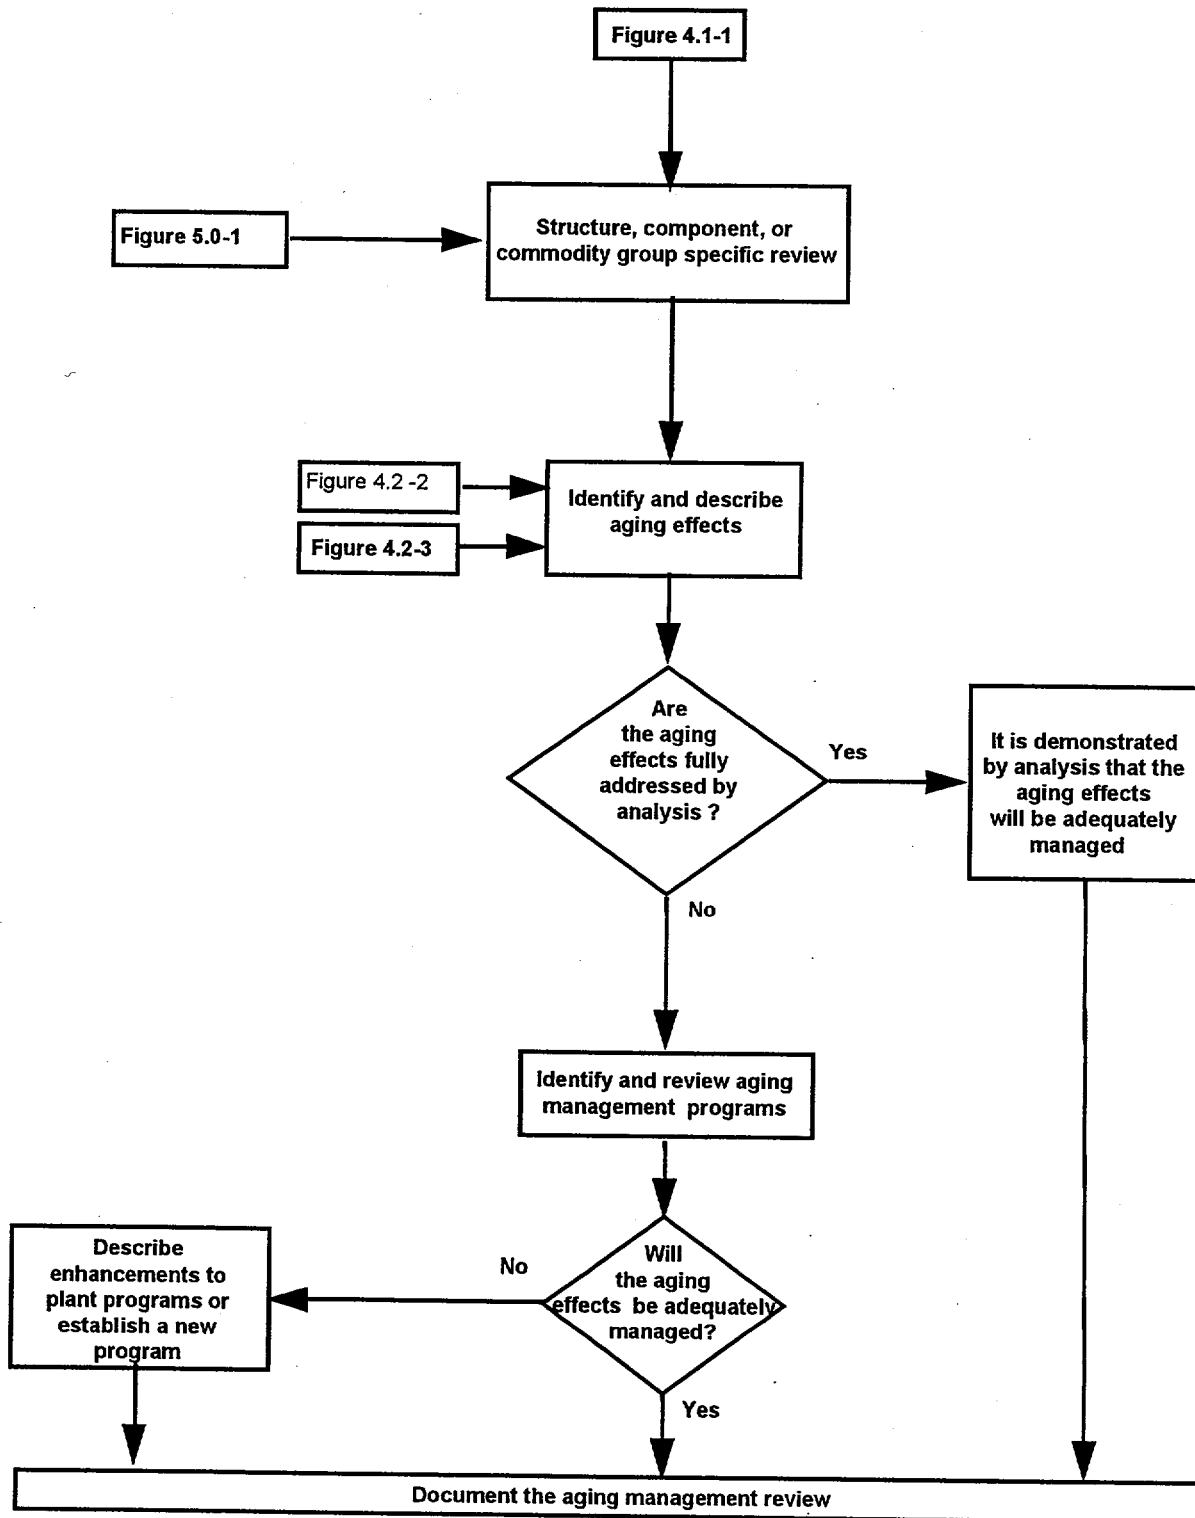 Figure 4.1-1
Structure, component, or
commodity group specific review
Figure 5.0-1
Figure 4.2 -2
Figure 4.2-3
Identify and describe
aging effects
Are
the aging
effects fully
addressed by
analysis ?
Yes
It is demonstrated
by analysis that the
aging effects
will be adequately
managed
No
Identify and review aging
management programs
Will
the aging
effects be adequately
managed?
No
Describe
enhancements to
plant programs or
establish a new
program
Yes
Document the aging management review